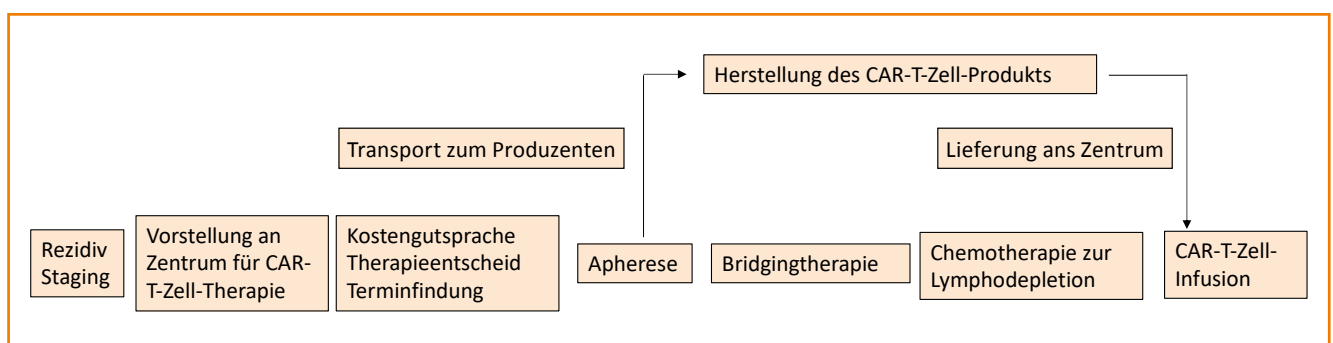 Herstellung des CAR-T-Zell-Produkts
Transport zum Produzenten
Lieferung ans Zentrum
Rezidiv
Staging
Vorstellung an
Zentrum für CAR-
T-Zell-Therapie
Kostengutsprache
Therapieentscheid
Terminfindung
Apherese
Bridgingtherapie
Chemotherapie zur
Lymphodepletion
CAR-T-Zell-
Infusion